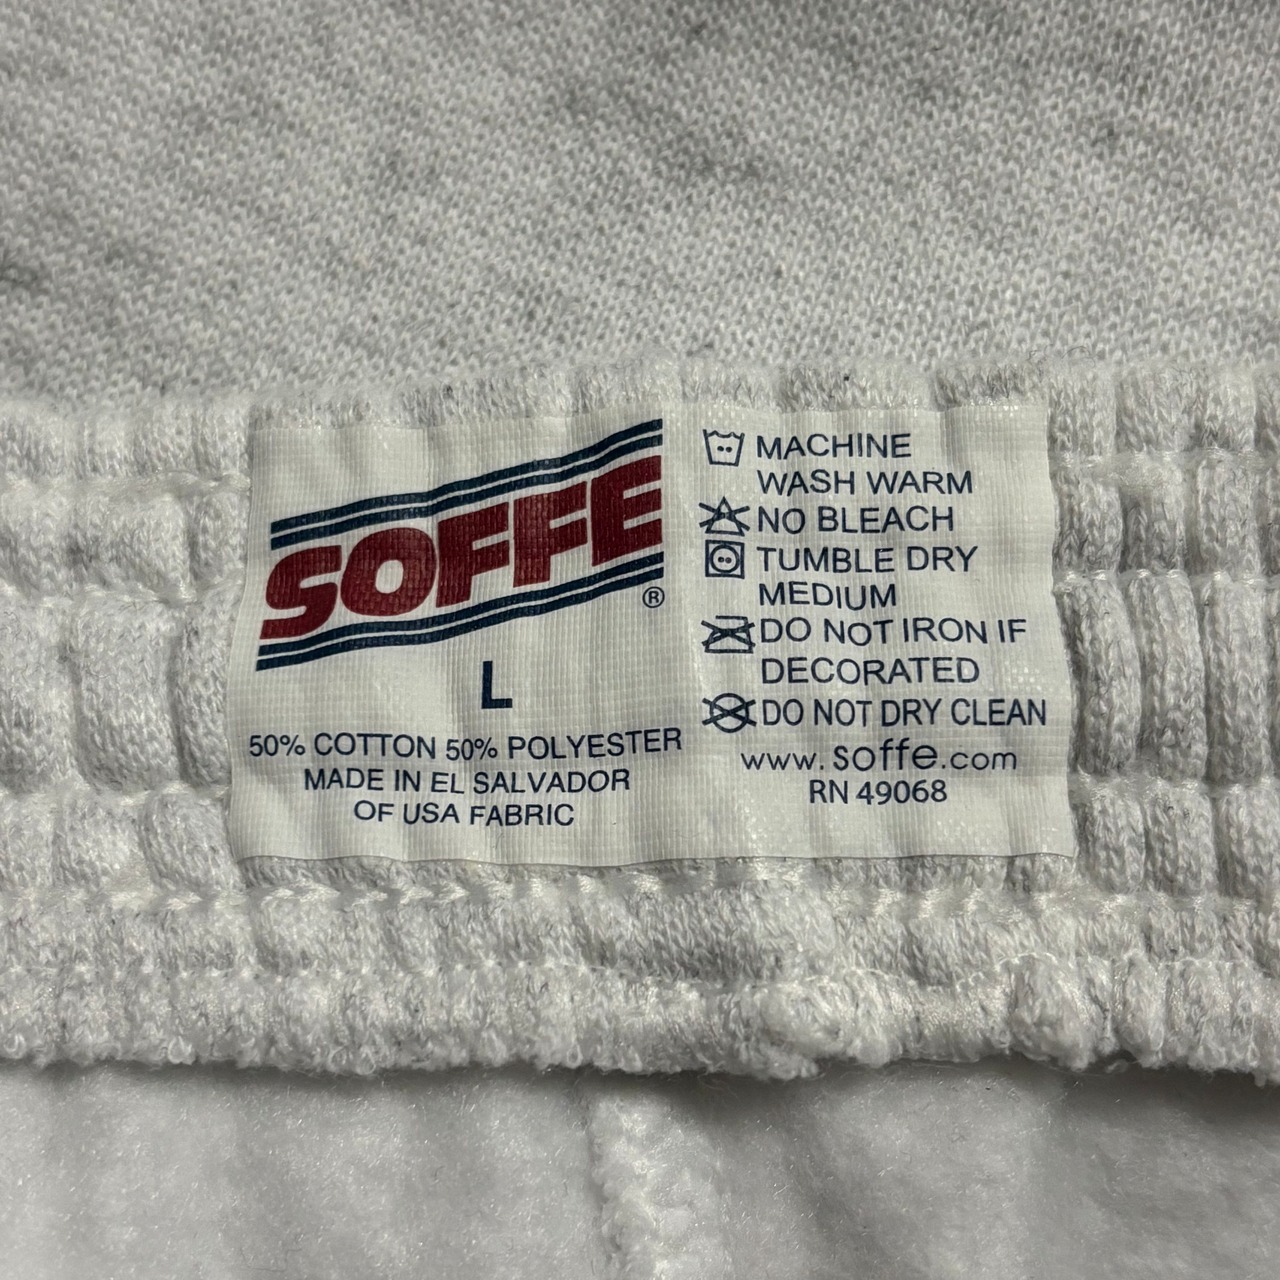 SOFFE
®
L
50% COTTON 50% POLYESTER
MADE IN EL SALVADOR
OF USA FABRIC
MACHINE
WASH WARM
NO BLEACH
TUMBLE DRY
MEDIUM
DO NOT IRON IF
DECORATED
DO NOT DRY CLEAN
www.soffe.com
RN 49068